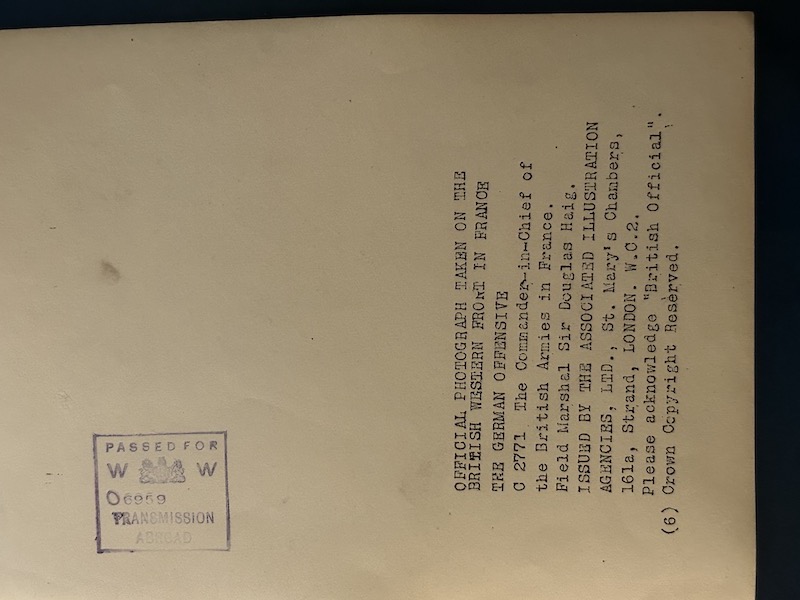 OFFICIAL PHOTOGRAPH TAKEN ON THE
BRITISH WESTERN FRONT IN FRANCE
THE GERMAN OFFENSIVE
C 2771 The Commander-in-Chief of
the British Armies in France.
Field Marshal Sir Douglas Haig.
ISSUED BY THE ASSOCIATED ILLUSTRATION
AGENCIES, LTD., St. Mary's Chambers,
161a, Strand, LONDON. W.C.2.
Please acknowledge "British Official".
(6) Crown Copyright Reserved.
PASSED FOR
W W
06959
TRANSMISSION
ABROAD